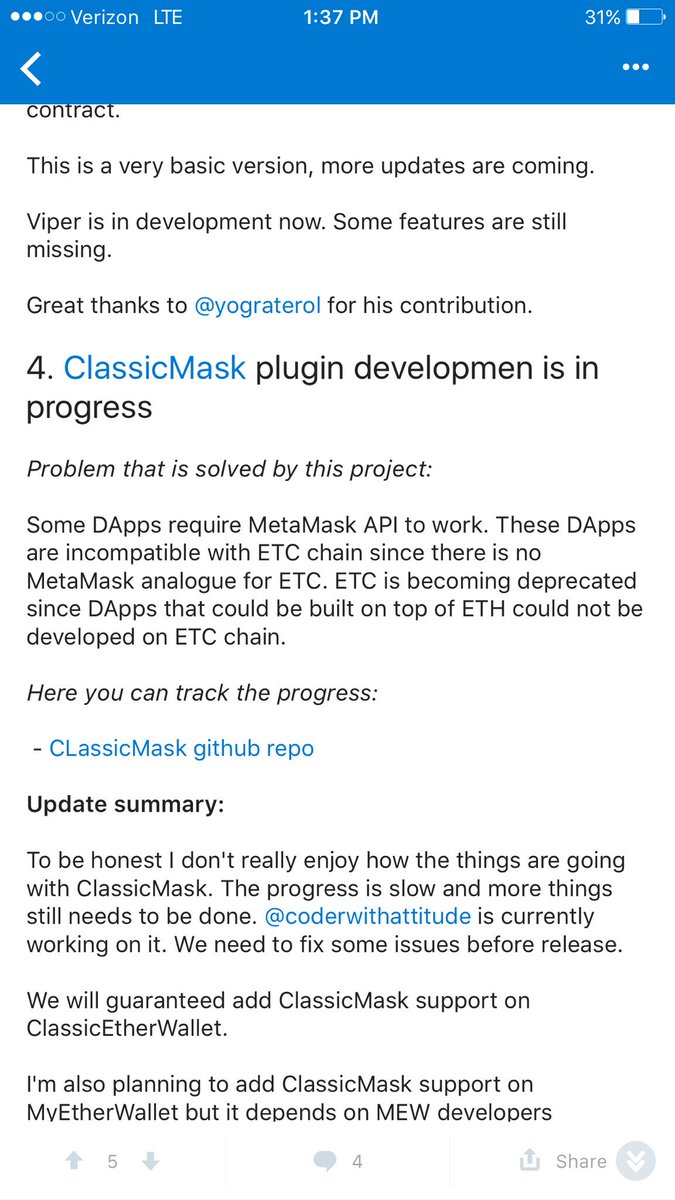 Verizon LTE 1:37 PM 31%
contract.
This is a very basic version, more updates are coming.
Viper is in development now. Some features are still
missing.
Great thanks to @yograterol for his contribution.
4. ClassicMask plugin developmen is in
progress
Problem that is solved by this project:
Some DApps require MetaMask API to work. These DApps
are incompatible with ETC chain since there is no
MetaMask analogue for ETC. ETC is becoming deprecated
since DApps that could be built on top of ETH could not be
developed on ETC chain.
Here you can track the progress:
- CLassicMask github repo
Update summary:
To be honest I don't really enjoy how the things are going
with ClassicMask. The progress is slow and more things
still needs to be done. @coderwithattitude is currently
working on it. We need to fix some issues before release.
We will guaranteed add ClassicMask support on
ClassicEtherWallet.
I'm also planning to add ClassicMask support on
MyEtherWallet but it depends on MEW developers
5 4 Share